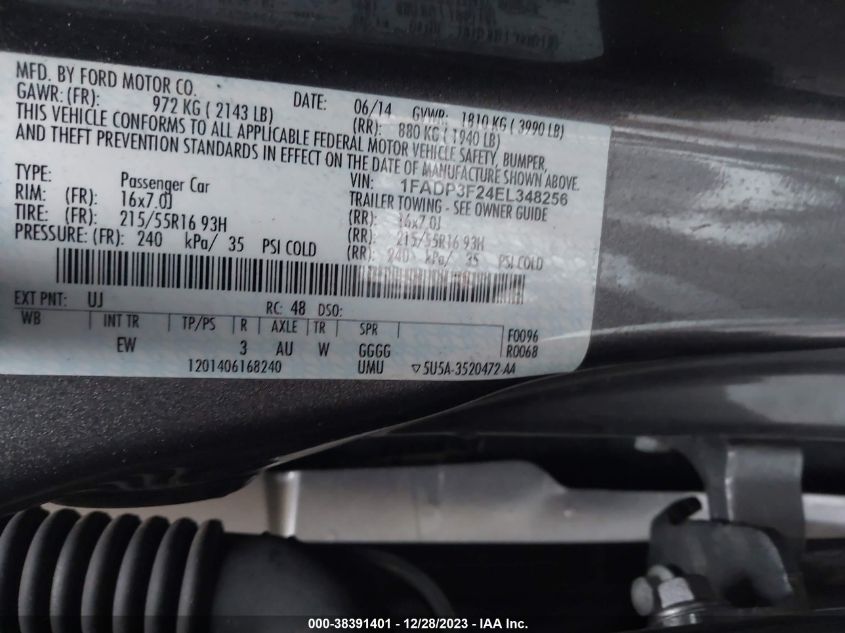 MFD. BY FORD MOTOR CO.
DATE: 06/14 GVWR: 1810 KG ( 3990 LB)
GAWR: (FR): 972 KG ( 2143 LB) (RR): 880 KG ( 1940 LB)
THIS VEHICLE CONFORMS TO ALL APPLICABLE FEDERAL MOTOR VEHICLE SAFETY, BUMPER,
AND THEFT PREVENTION STANDARDS IN EFFECT ON THE DATE OF MANUFACTURE SHOWN ABOVE.
VIN: 1FADP3F24EL348256
TYPE: Passenger Car TRAILER TOWING - SEE OWNER GUIDE
RIM: (FR): 16x7.0J (RR): 16x7.0J
TIRE: (FR): 215/55R16 93H (RR): 215/55R16 93H
PRESSURE: (FR): 240 kPa/ 35 PSI COLD (RR): 240 kPa/ 35 PSI COLD
EXT PNT: UJ RC: 48 DSO:
WB INT TR TP/PS R AXLE TR SPR F0096
EW 3 AU W GGGG R0068
1201406168240 UMU ▽5U5A-3520472-AA
000-38391401 - 12/28/2023 - IAA Inc.